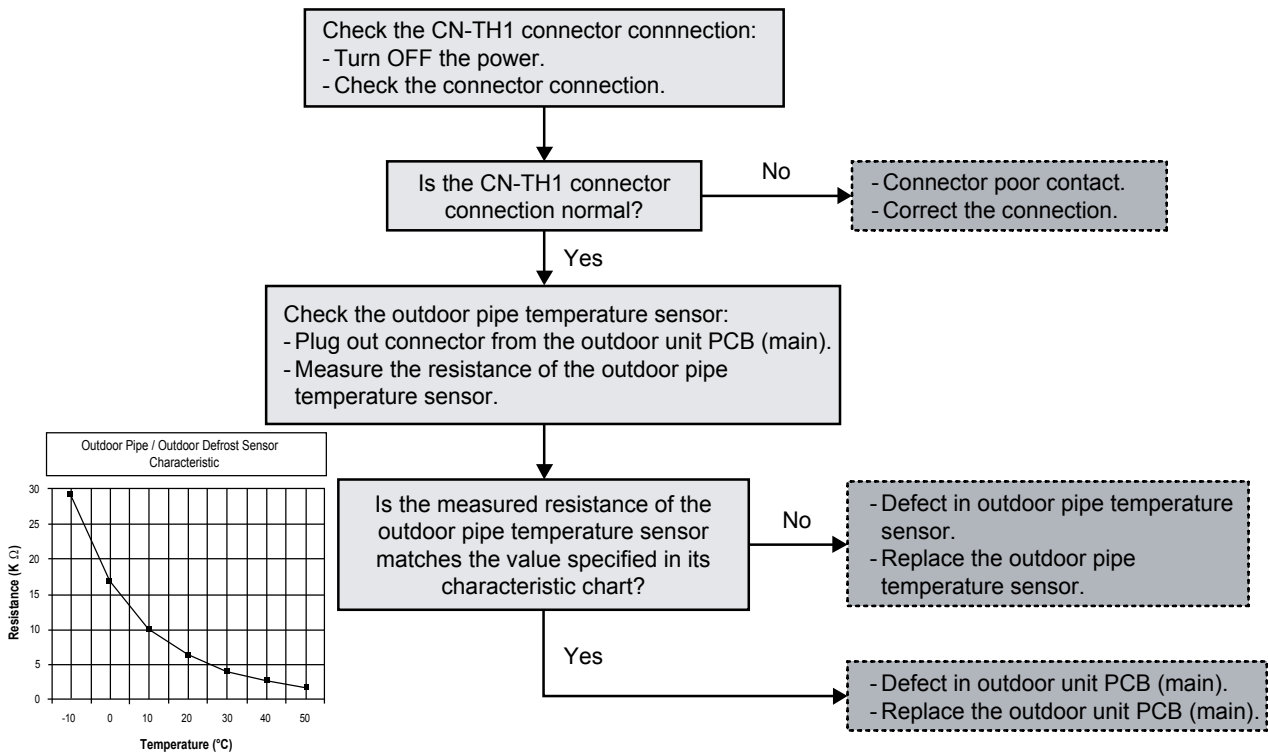 Check the CN-TH1 connector connnection:
- Turn OFF the power.
- Check the connector connection.
Is the CN-TH1 connector
connection normal?
No
- Connector poor contact.
- Correct the connection.
Yes
Check the outdoor pipe temperature sensor:
- Plug out connector from the outdoor unit PCB (main).
- Measure the resistance of the outdoor pipe
temperature sensor.
Outdoor Pipe / Outdoor Defrost Sensor
Characteristic
30
25
20
15
10
5
0
Resistance (K Ω)
-10 0 10 20 30 40 50
Temperature (°C)
Is the measured resistance of the
outdoor pipe temperature sensor
matches the value specified in its
characteristic chart?
No
- Defect in outdoor pipe temperature
sensor.
- Replace the outdoor pipe
temperature sensor.
Yes
- Defect in outdoor unit PCB (main).
- Replace the outdoor unit PCB (main).